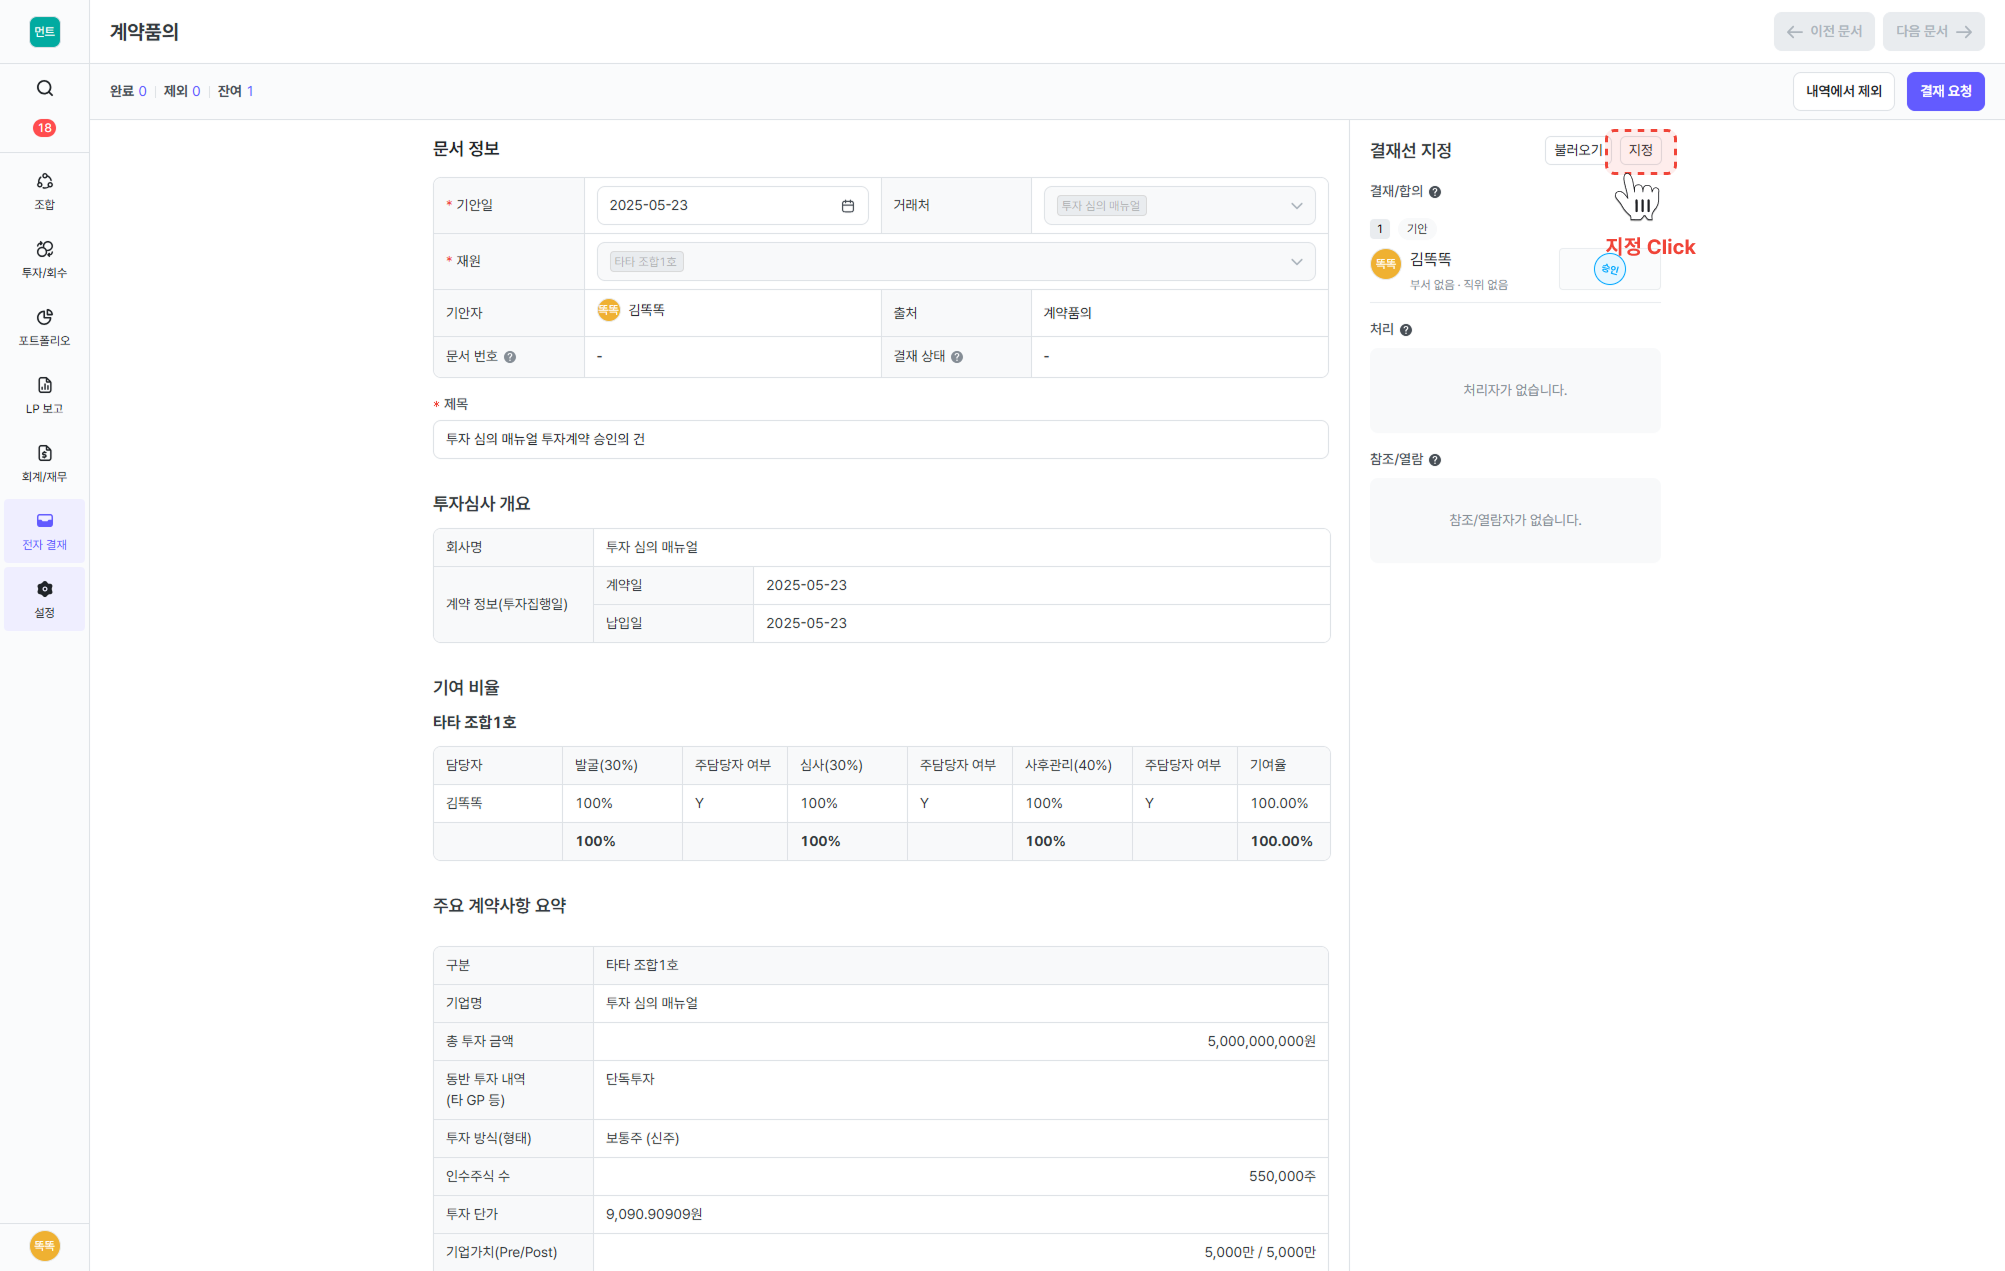 먼트
계약품의
이전 문서
다음 문서
완료 0 제외 0 잔여 1
내역에서 제외
결재 요청
18
조합
투자/회수
포트폴리오
LP 보고
회계/재무
전자 결재
설정
똑똑
문서 정보
* 기안일
2025-05-23
거래처
투자 심의 매뉴얼
* 재원
타타 조합1호
기안자
똑똑 김똑똑
출처
계약품의
문서 번호
-
결재 상태
-
* 제목
투자 심의 매뉴얼 투자계약 승인의 건
투자심사 개요
회사명
투자 심의 매뉴얼
계약 정보(투자집행일)
계약일
2025-05-23
납입일
2025-05-23
기여 비율
타타 조합1호
담당자 발굴(30%) 주담당자 여부 심사(30%) 주담당자 여부 사후관리(40%) 주담당자 여부 기여율
김똑똑 100% Y 100% Y 100% Y 100.00%
100% 100% 100% 100.00%
주요 계약사항 요약
구분 타타 조합1호
기업명 투자 심의 매뉴얼
총 투자 금액 5,000,000,000원
동반 투자 내역 단독투자
(타 GP 등)
투자 방식(형태) 보통주 (신주)
인수주식 수 550,000주
투자 단가 9,090.90909원
기업가치(Pre/Post) 5,000만 / 5,000만
결재선 지정
불러오기
지정
결재/합의
지정 Click
1 기안
똑똑 김똑똑
부서 없음 · 직위 없음
승인
처리
처리자가 없습니다.
참조/열람
참조/열람자가 없습니다.